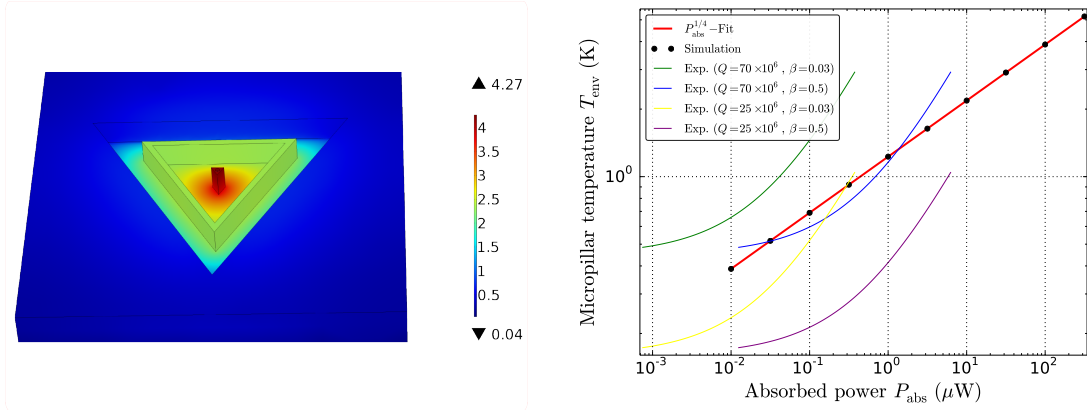 ▲ 4.27
4
3.5
3
2.5
2
1.5
1
0.5
▼ 0.04
Micropillar temperature T_env (K)
10^0
P_abs^{1/4}−Fit
Simulation
Exp. (Q=70×10^6 , β=0.03)
Exp. (Q=70×10^6 , β=0.5)
Exp. (Q=25×10^6 , β=0.03)
Exp. (Q=25×10^6 , β=0.5)
10^-3 10^-2 10^-1 10^0 10^1 10^2
Absorbed power P_abs (μW)